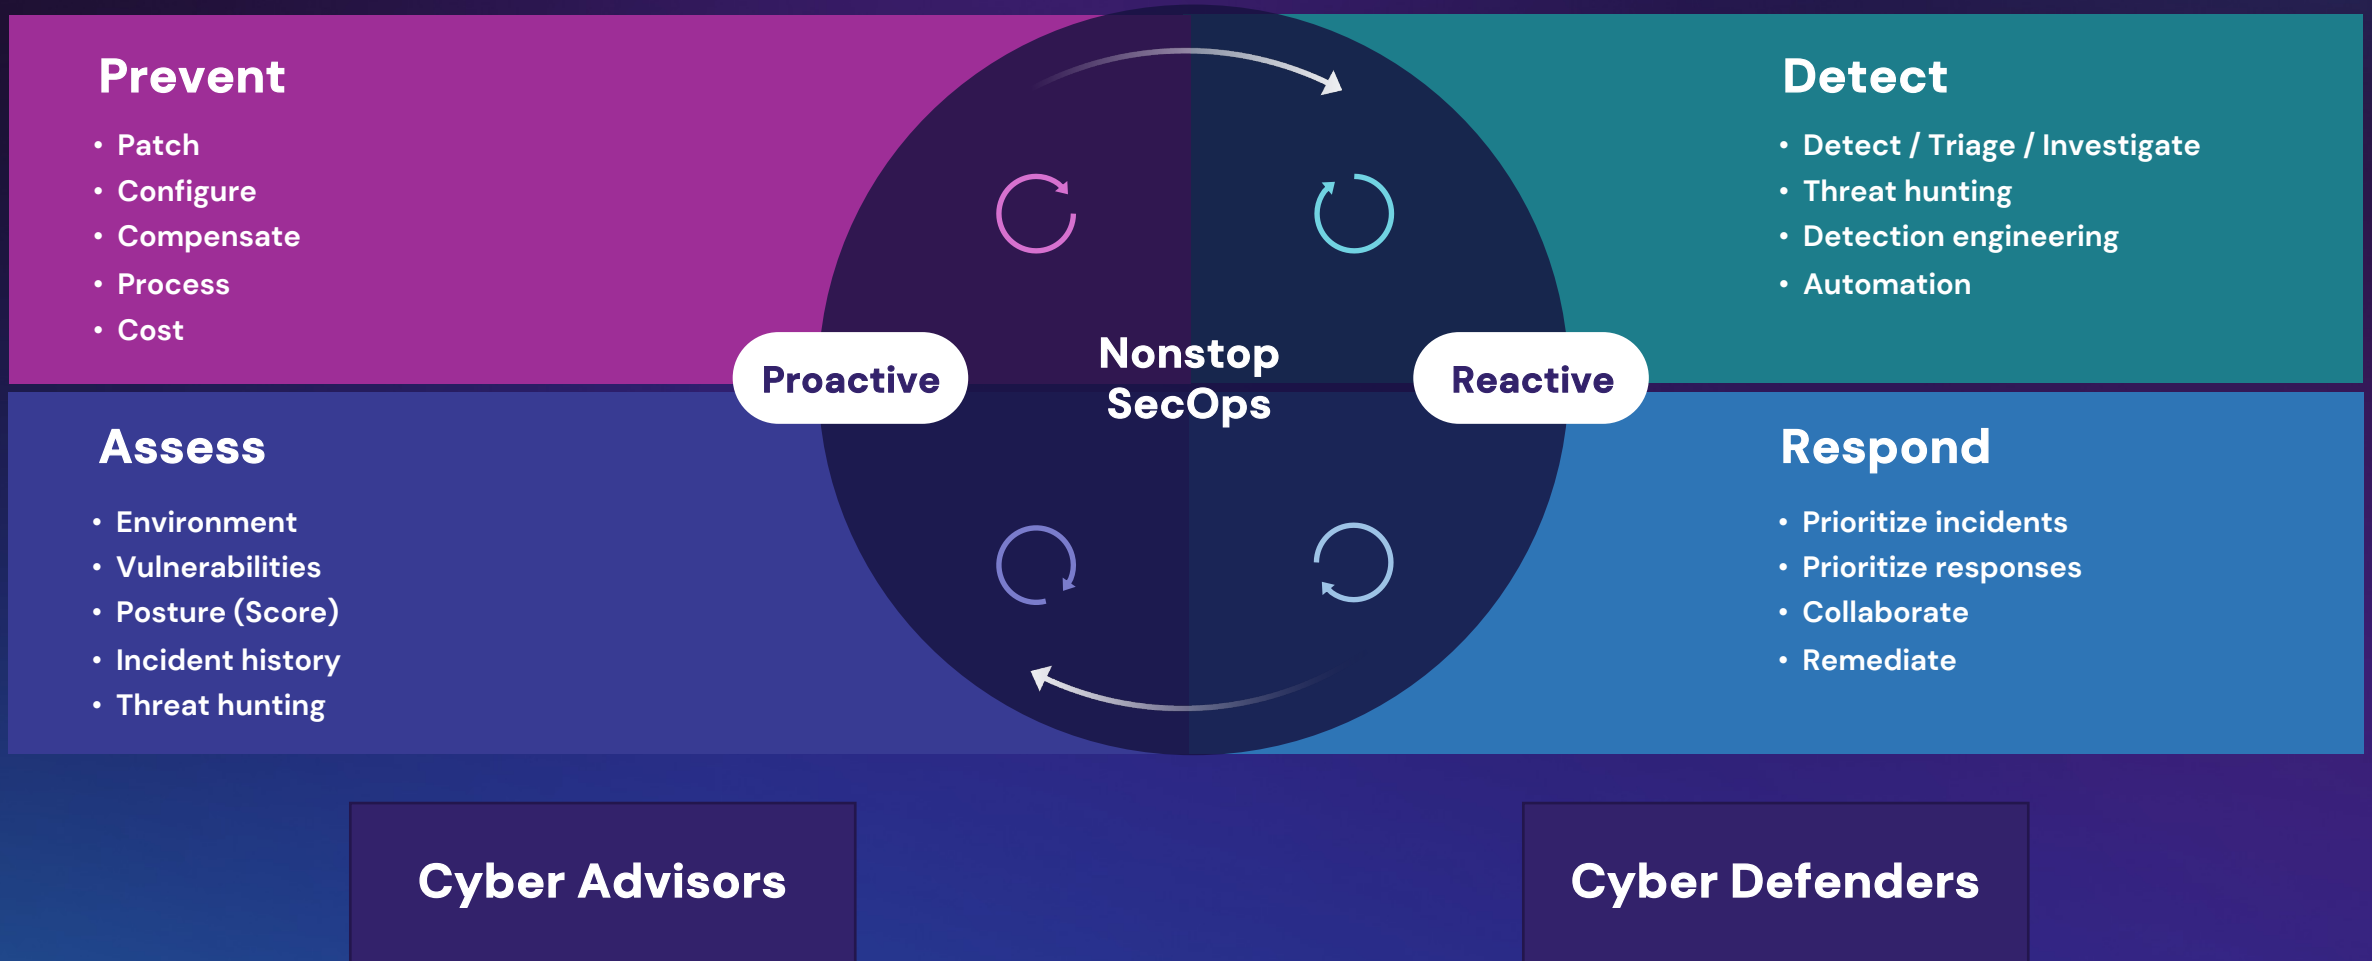 Prevent
• Patch
• Configure
• Compensate
• Process
• Cost
Detect
• Detect / Triage / Investigate
• Threat hunting
• Detection engineering
• Automation
Proactive
Nonstop
SecOps
Reactive
Assess
• Environment
• Vulnerabilities
• Posture (Score)
• Incident history
• Threat hunting
Respond
• Prioritize incidents
• Prioritize responses
• Collaborate
• Remediate
Cyber Advisors
Cyber Defenders